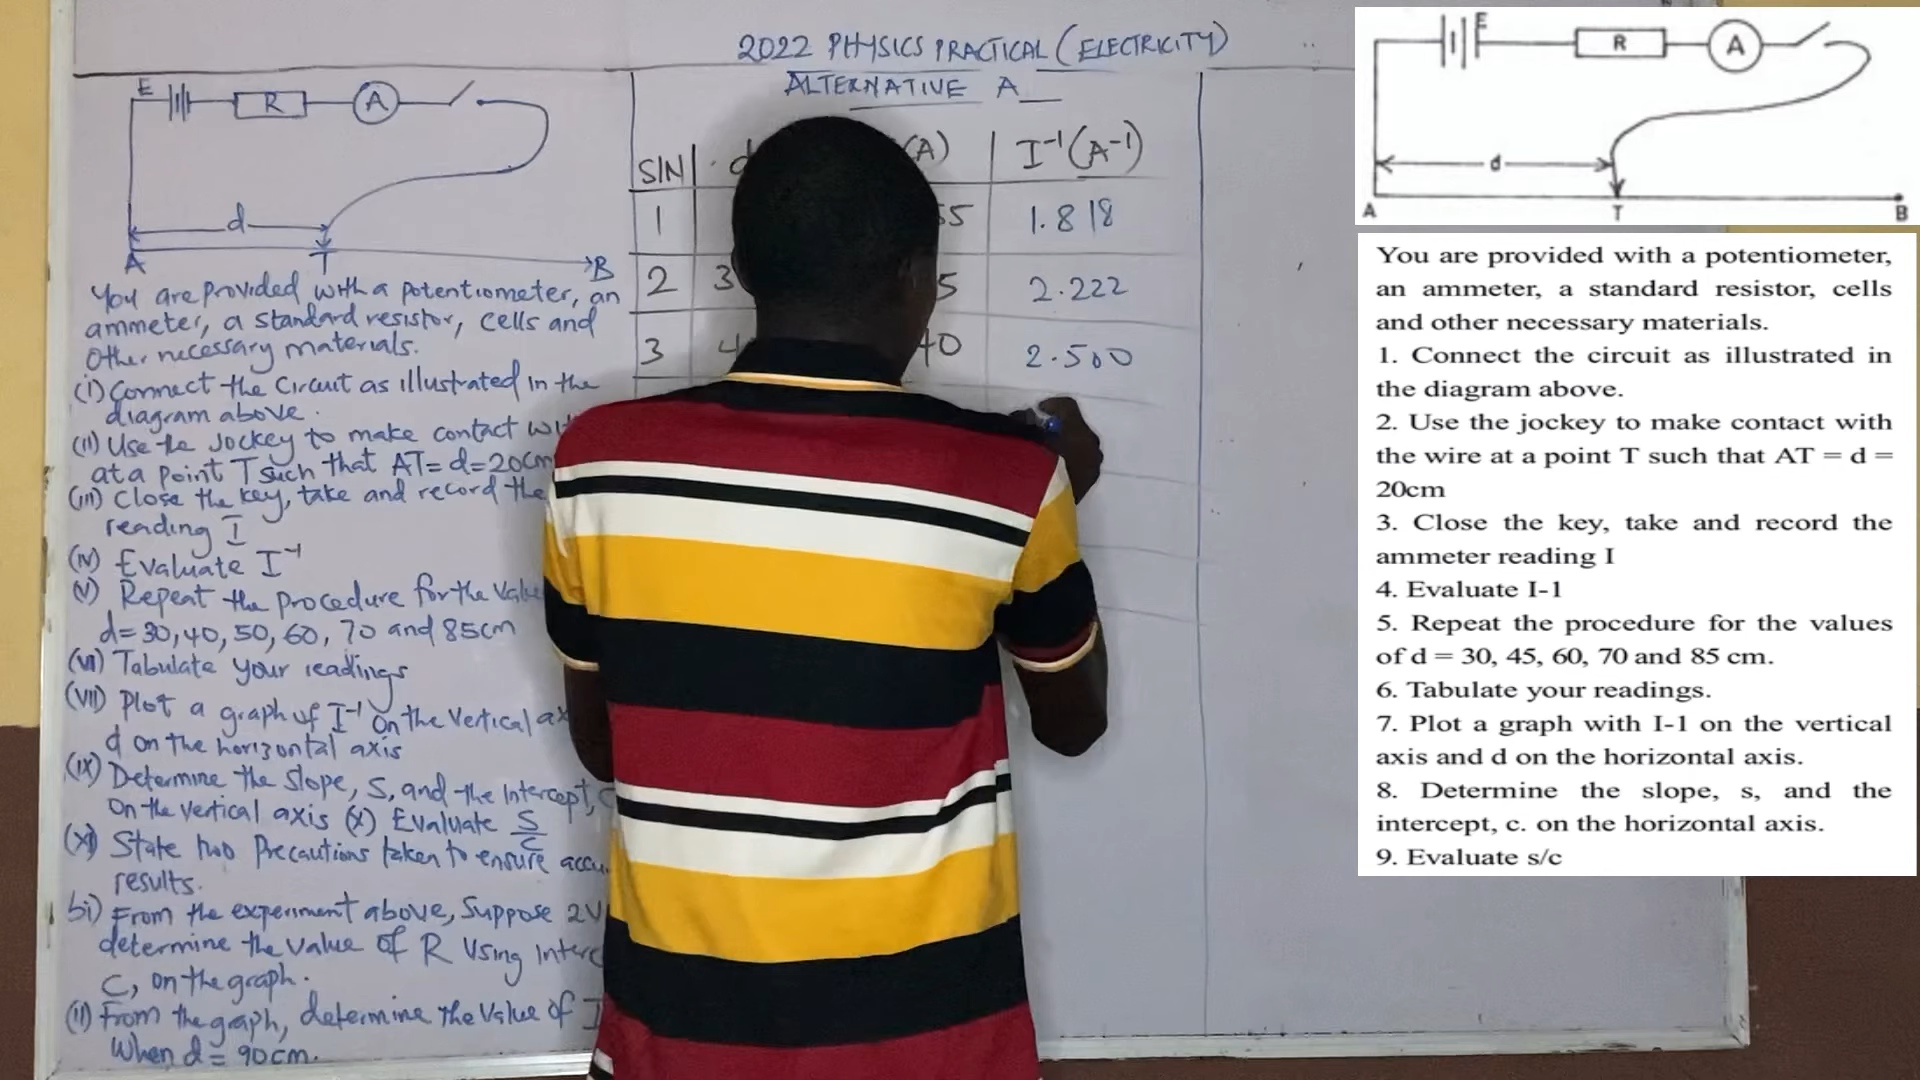 2022 PHYSICS PRACTICAL (ELECTRICITY)
ALTERNATIVE A
E
R
A
d
A
T
B
You are provided with a potentiometer, an
ammeter, a standard resistor, cells and
Other necessary materials.
(i) Connect the Circuit as illustrated in the
diagram above.
(ii) Use the Jockey to make contact wi
at a point T such that AT = d = 20cm
(iii) Close the key, take and record the
reading I
(iv) Evaluate I⁻¹
(v) Repeat the procedure for the value
d = 30, 40, 50, 60, 70 and 85cm
(vi) Tabulate your readings
(vii) Plot a graph of I⁻¹ on the vertical ax
d on the horizontal axis
(ix) Determine the slope, S, and the Intercept, C
On the vertical axis (x) Evaluate S/C
(xi) State two Precautions taken to ensure accu
results.
bi) From the experiment above, Suppose 2V
determine the value of R Using Interc
C, on the graph.
(ii) From the graph, determine the Value of I
When d = 90cm.
S/N d (A) I⁻¹(A⁻¹)
1 55 1.818
2 3 5 2.222
3 4 40 2.500
E
R
A
d
A
T
B
You are provided with a potentiometer,
an ammeter, a standard resistor, cells
and other necessary materials.
1. Connect the circuit as illustrated in
the diagram above.
2. Use the jockey to make contact with
the wire at a point T such that AT = d =
20cm
3. Close the key, take and record the
ammeter reading I
4. Evaluate I-1
5. Repeat the procedure for the values
of d = 30, 45, 60, 70 and 85 cm.
6. Tabulate your readings.
7. Plot a graph with I-1 on the vertical
axis and d on the horizontal axis.
8. Determine the slope, s, and the
intercept, c. on the horizontal axis.
9. Evaluate s/c